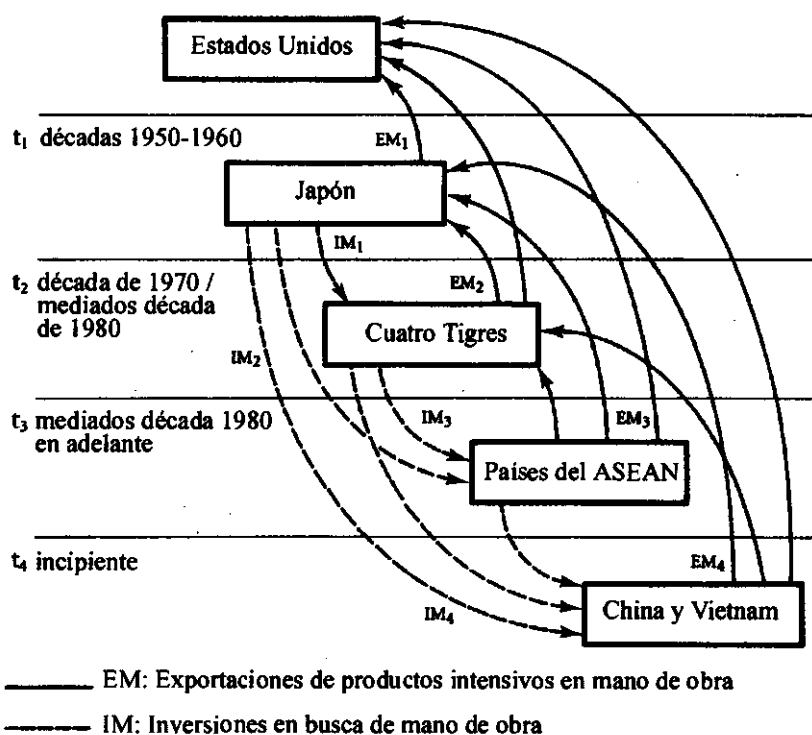 Estados Unidos
t₁ décadas 1950-1960
EM₁
Japón
IM₁
t₂ década de 1970 /
mediados década
de 1980
EM₂
Cuatro Tigres
IM₂
t₃ mediados década 1980
en adelante
IM₃
EM₃
Países del ASEAN
t₄ incipiente
EM₄
IM₄
China y Vietnam
EM: Exportaciones de productos intensivos en mano de obra
IM: Inversiones en busca de mano de obra